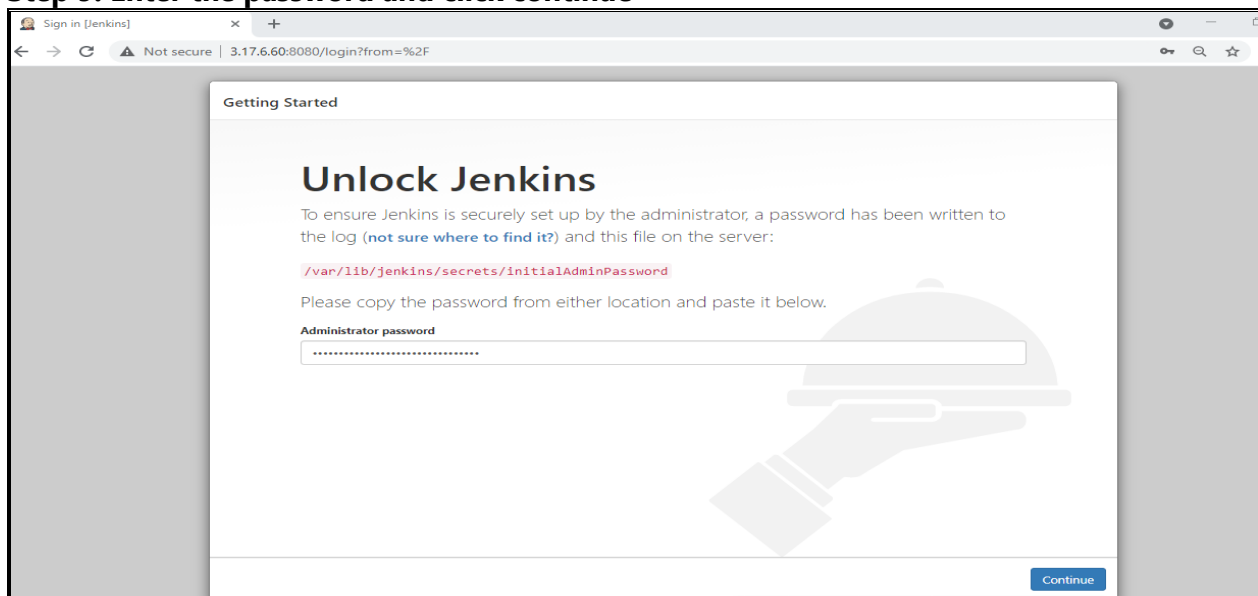 Sign in [Jenkins]
Not secure | 3.17.6.60:8080/login?from=%2F
Getting Started
Unlock Jenkins
To ensure Jenkins is securely set up by the administrator, a password has been written to
the log (not sure where to find it?) and this file on the server:
/var/lib/jenkins/secrets/initialAdminPassword
Please copy the password from either location and paste it below.
Administrator password
Continue